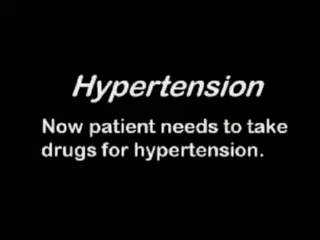 Hypertension
Now patient needs to take
drugs for hypertension.